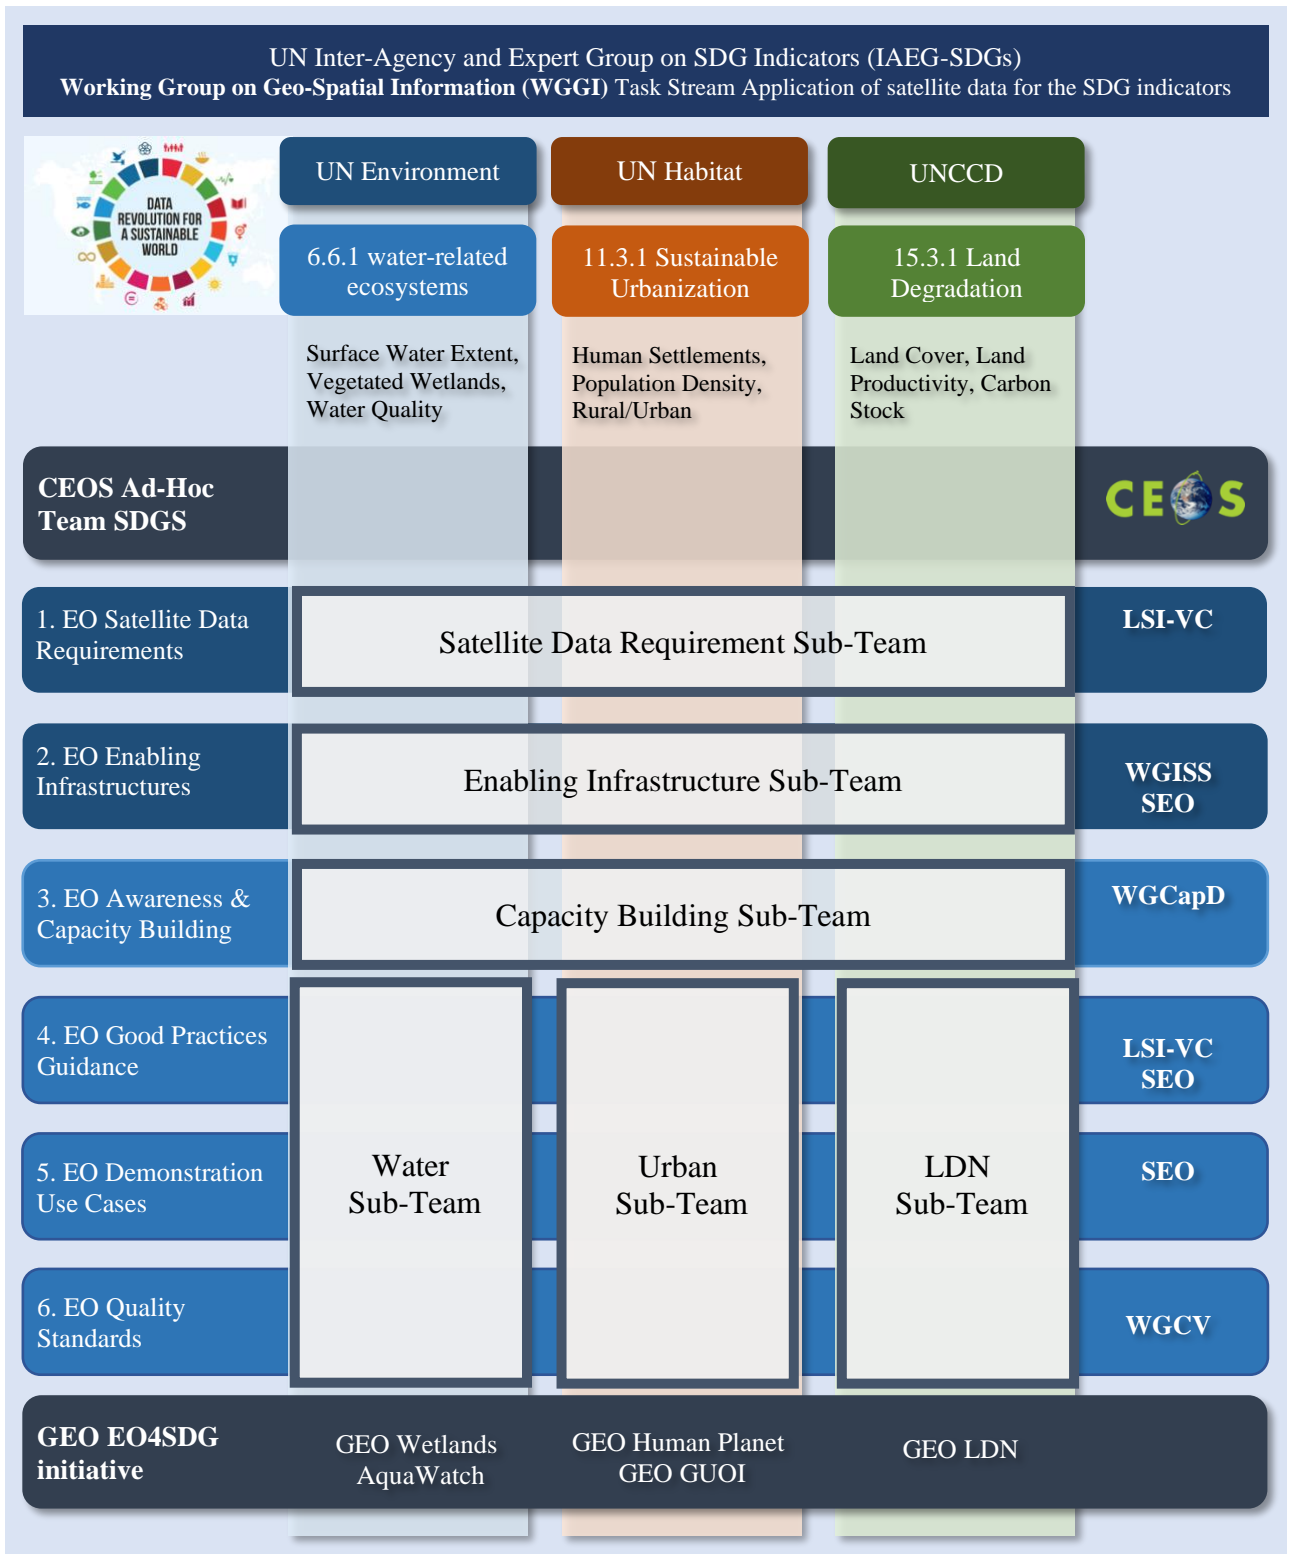 UN Inter-Agency and Expert Group on SDG Indicators (IAEG-SDGs)
Working Group on Geo-Spatial Information (WGGI) Task Stream Application of satellite data for the SDG indicators
DATA
REVOLUTION FOR
A SUSTAINABLE
WORLD
UN Environment
UN Habitat
UNCCD
6.6.1 water-related
ecosystems
11.3.1 Sustainable
Urbanization
15.3.1 Land
Degradation
Surface Water Extent,
Vegetated Wetlands,
Water Quality
Human Settlements,
Population Density,
Rural/Urban
Land Cover, Land
Productivity, Carbon
Stock
CEOS Ad-Hoc
Team SDGS
CEOS
1. EO Satellite Data
Requirements
Satellite Data Requirement Sub-Team
LSI-VC
2. EO Enabling
Infrastructures
Enabling Infrastructure Sub-Team
WGISS
SEO
3. EO Awareness &
Capacity Building
Capacity Building Sub-Team
WGCapD
4. EO Good Practices
Guidance
LSI-VC
SEO
5. EO Demonstration
Use Cases
Water
Sub-Team
Urban
Sub-Team
LDN
Sub-Team
SEO
6. EO Quality
Standards
WGCV
GEO EO4SDG
initiative
GEO Wetlands
AquaWatch
GEO Human Planet
GEO GUOI
GEO LDN